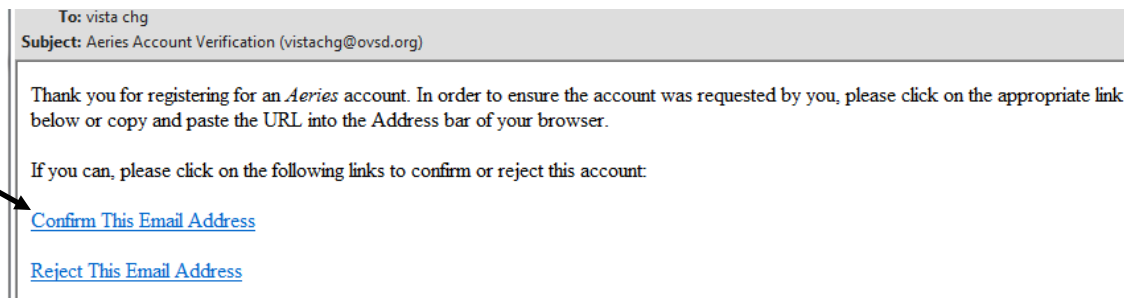 To: vista chg
Subject: Aeries Account Verification (vistachg@ovsd.org)
Thank you for registering for an Aeries account. In order to ensure the account was requested by you, please click on the appropriate link
below or copy and paste the URL into the Address bar of your browser.
If you can, please click on the following links to confirm or reject this account:
Confirm This Email Address
Reject This Email Address